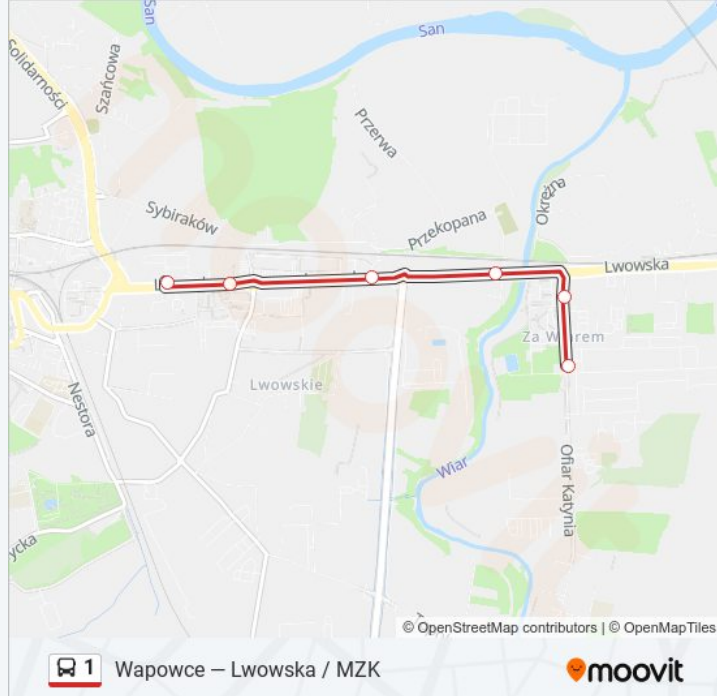 San
San
Solidarności
Szańcowa
Przerwa
Okrężna
Sybiraków
Przekopana
Lwowska
Za Wiarem
Lwowskie
Nestora
Wiar
Ofiar Katynia
ycka
© OpenStreetMap contributors | © OpenMapTiles
1 Wapowce — Lwowska / MZK
moovit